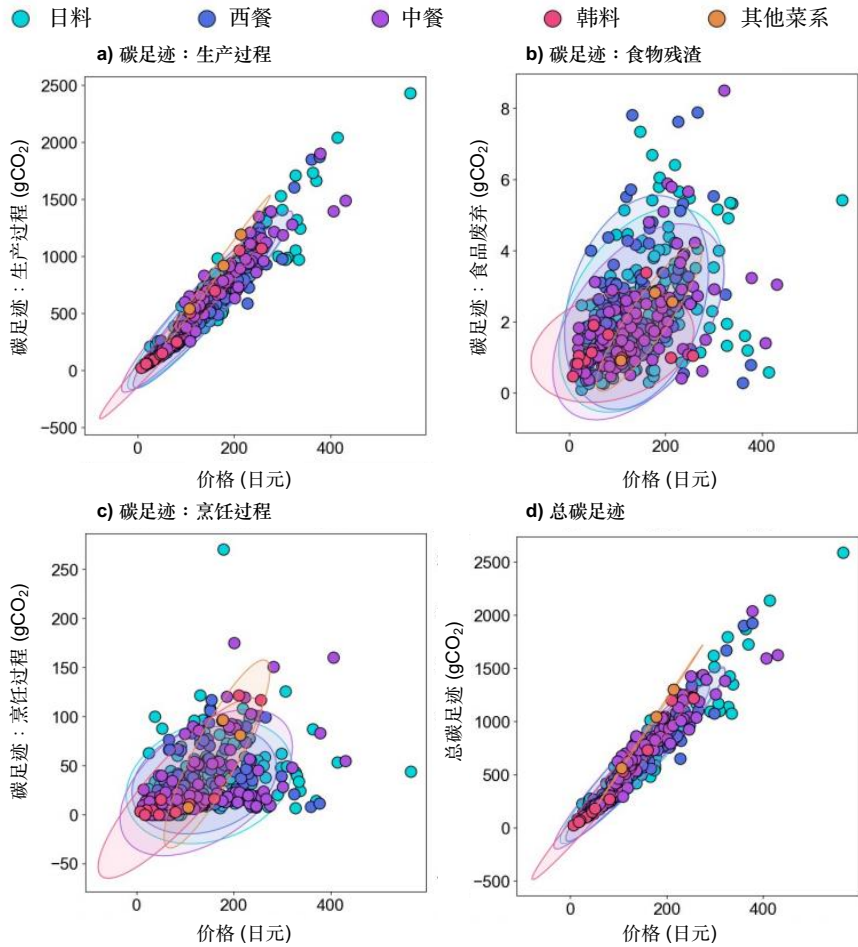 日料 西餐 中餐 韩料 其他菜系
a) 碳足迹：生产过程
碳足迹：生产过程 (gCO₂)
2500
2000
1500
1000
500
0
−500
0 200 400
价格 (日元)
b) 碳足迹：食物残渣
碳足迹：食品废弃 (gCO₂)
8
6
4
2
0
0 200 400
价格 (日元)
c) 碳足迹：烹饪过程
碳足迹：烹饪过程 (gCO₂)
250
200
150
100
50
0
−50
0 200 400
价格 (日元)
d) 总碳足迹
总碳足迹 (gCO₂)
2500
2000
1500
1000
500
0
−500
0 200 400
价格 (日元)